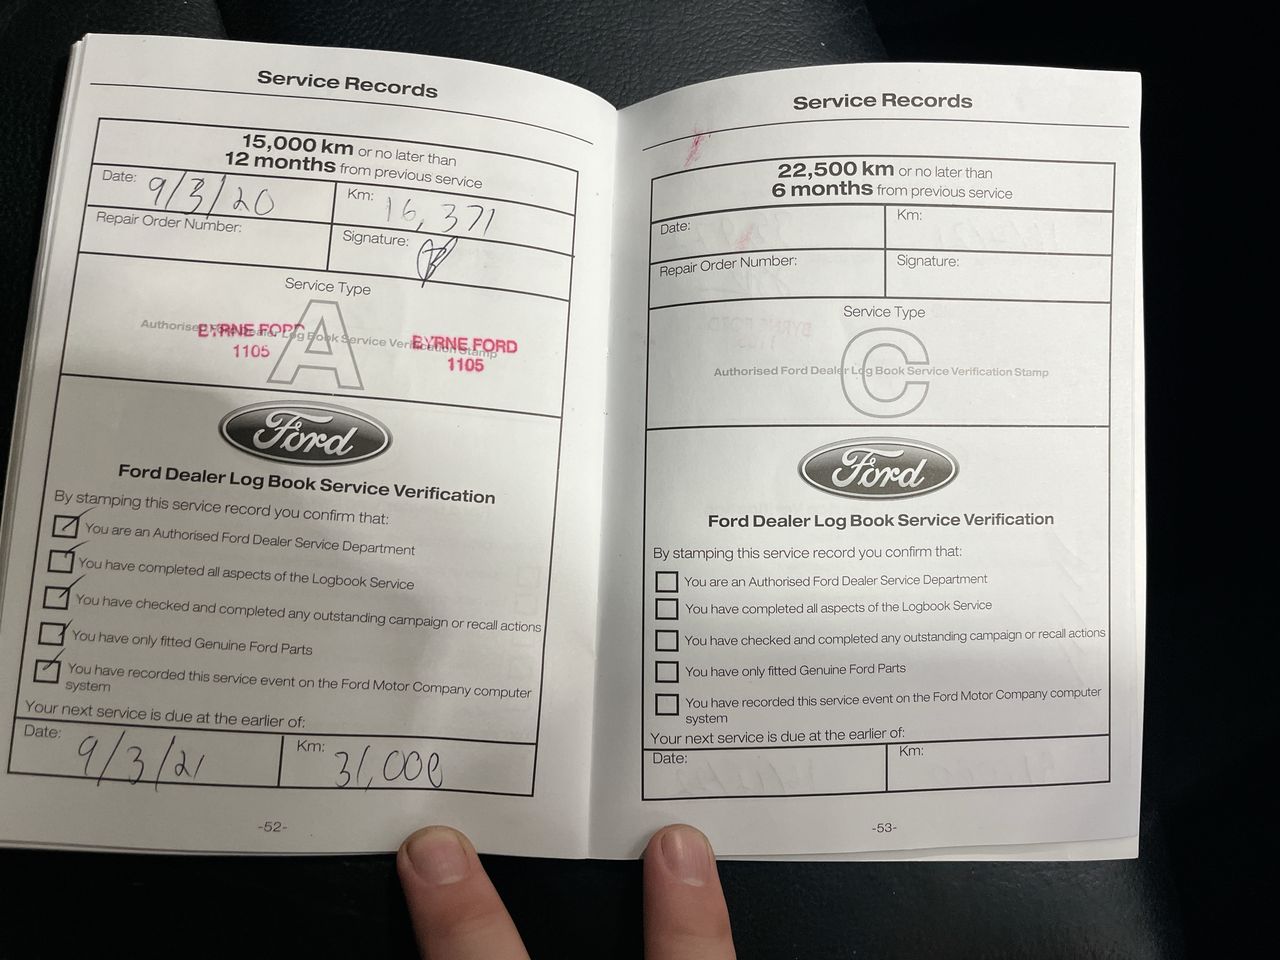 Service Records
15,000 km or no later than
12 months from previous service
Date: 9/3/20
Km: 16,371
Repair Order Number:
Signature:
Service Type
A
Authorised Ford Dealer Log Book Service Verification Stamp
BYRNE FORD
1105
BYRNE FORD
1105
Ford
Ford Dealer Log Book Service Verification
By stamping this service record you confirm that:
You are an Authorised Ford Dealer Service Department
You have completed all aspects of the Logbook Service
You have checked and completed any outstanding campaign or recall actions
You have only fitted Genuine Ford Parts
You have recorded this service event on the Ford Motor Company computer
system
Your next service is due at the earlier of:
Date: 9/3/21
Km: 31,000
-52-
Service Records
22,500 km or no later than
6 months from previous service
Date:
Km:
Repair Order Number:
Signature:
Service Type
C
Authorised Ford Dealer Log Book Service Verification Stamp
Ford
Ford Dealer Log Book Service Verification
By stamping this service record you confirm that:
You are an Authorised Ford Dealer Service Department
You have completed all aspects of the Logbook Service
You have checked and completed any outstanding campaign or recall actions
You have only fitted Genuine Ford Parts
You have recorded this service event on the Ford Motor Company computer
system
Your next service is due at the earlier of:
Date:
Km:
-53-